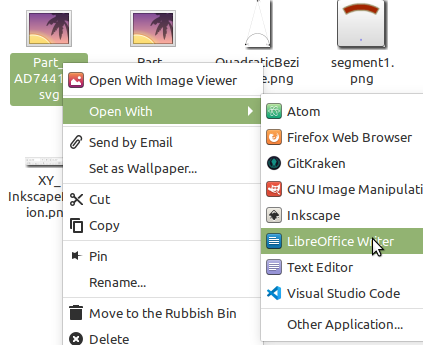 Part_
AD7441
svg
Part_
QuadraticBezi
e.png
segment1.
png
XY_
Inkscape
ion.pn
Open With Image Viewer
Open With
Send by Email
Set as Wallpaper...
Cut
Copy
Pin
Rename...
Move to the Rubbish Bin
Delete
Atom
Firefox Web Browser
GitKraken
GNU Image Manipulati
Inkscape
LibreOffice Writer
Text Editor
Visual Studio Code
Other Application...